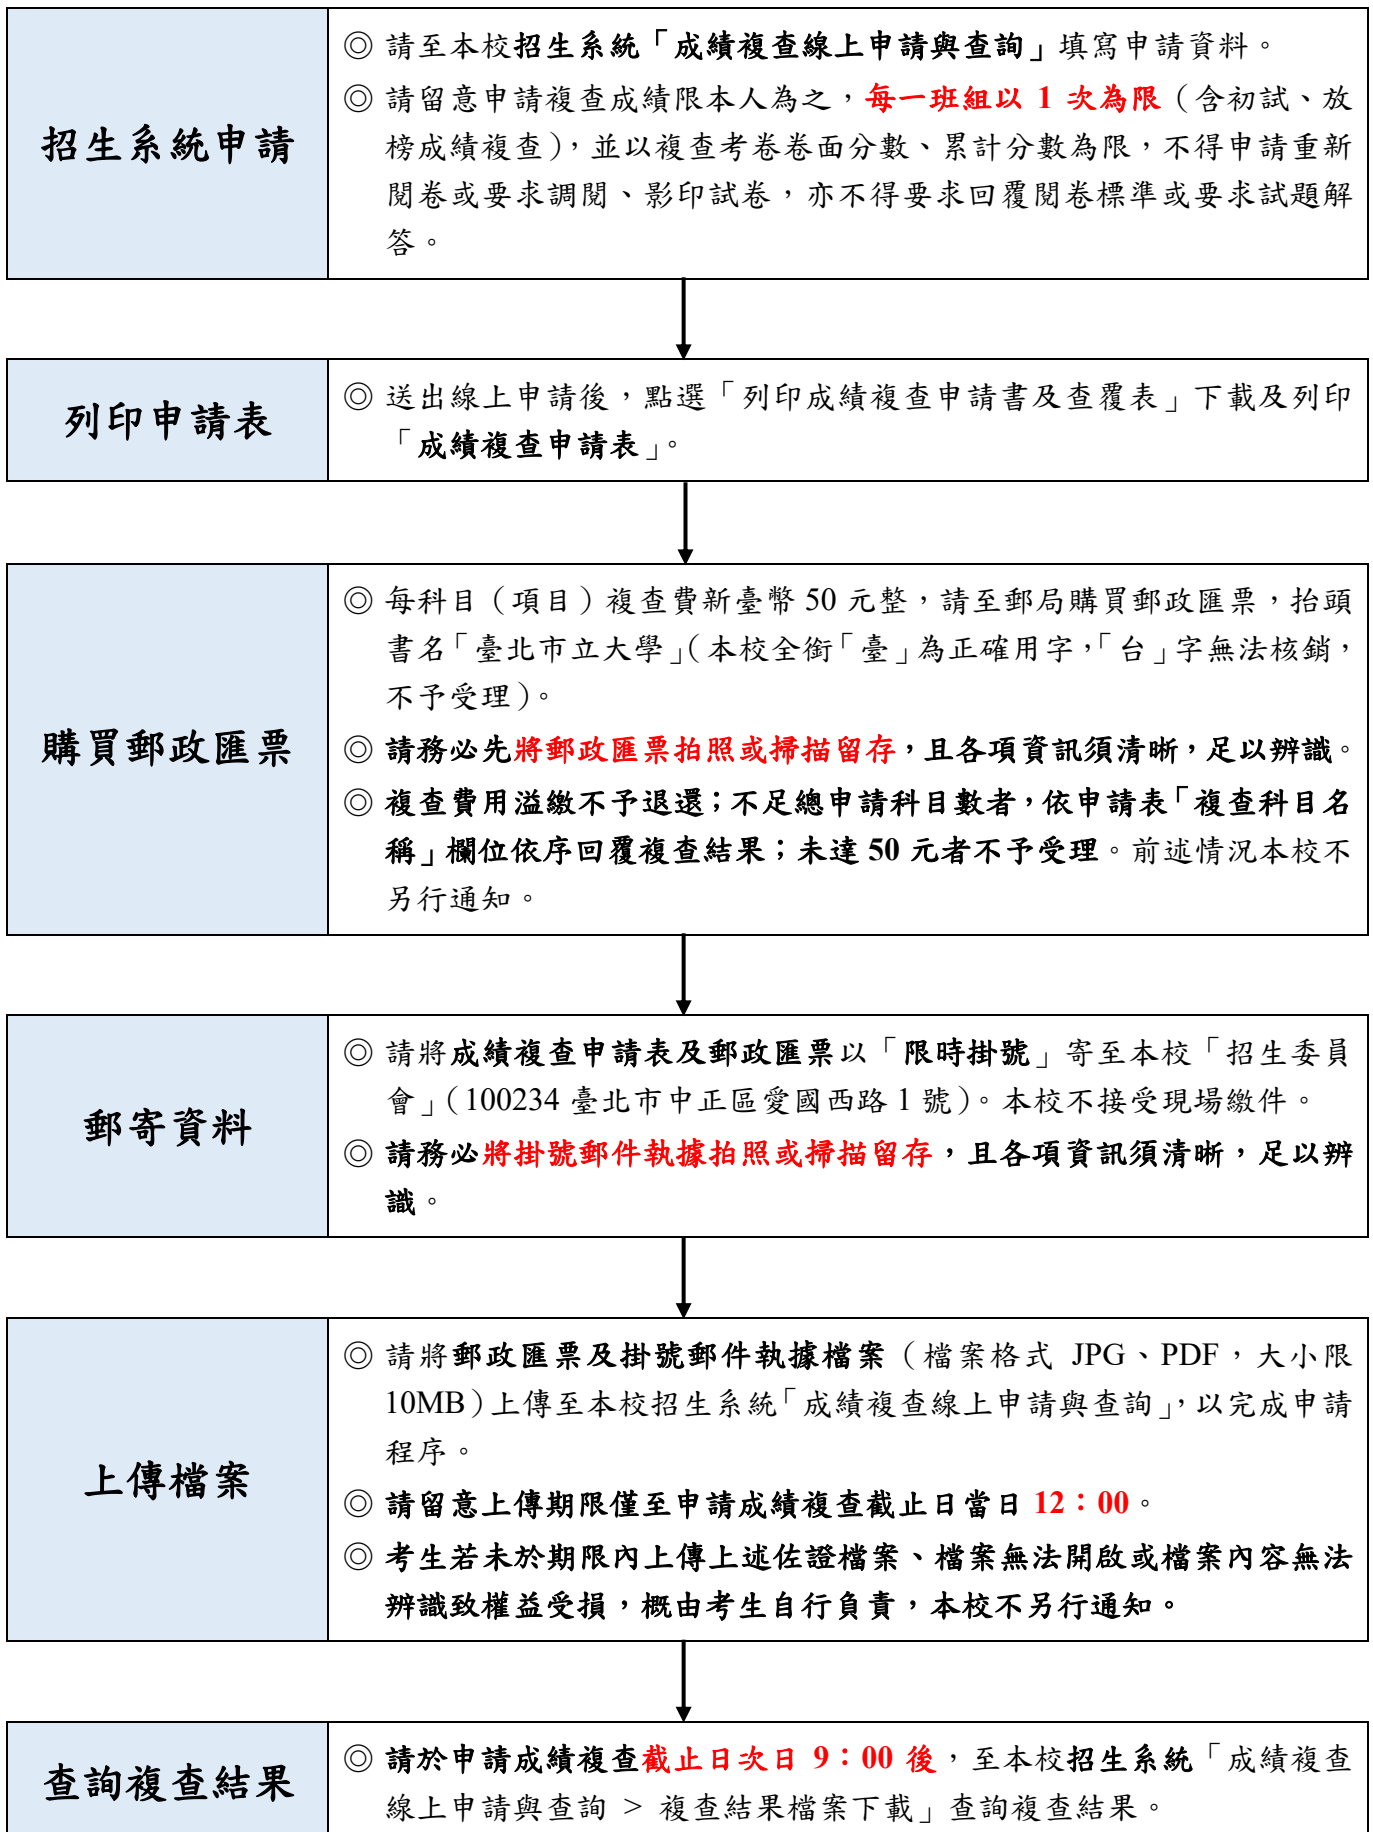 招生系統申請
◎ 請至本校招生系統「成績複查線上申請與查詢」填寫申請資料。
◎ 請留意申請複查成績限本人為之，每一班組以 1 次為限（含初試、放
榜成績複查），並以複查考卷卷面分數、累計分數為限，不得申請重新
閱卷或要求調閱、影印試卷，亦不得要求回覆閱卷標準或要求試題解
答。
列印申請表
◎ 送出線上申請後，點選「列印成績複查申請書及查覆表」下載及列印
「成績複查申請表」。
購買郵政匯票
◎ 每科目（項目）複查費新臺幣 50 元整，請至郵局購買郵政匯票，抬頭
書名「臺北市立大學」（本校全銜「臺」為正確用字，「台」字無法核銷，
不予受理）。
◎ 請務必先將郵政匯票拍照或掃描留存，且各項資訊須清晰，足以辨識。
◎ 複查費用溢繳不予退還；不足總申請科目數者，依申請表「複查科目名
稱」欄位依序回覆複查結果；未達 50 元者不予受理。前述情況本校不
另行通知。
郵寄資料
◎ 請將成績複查申請表及郵政匯票以「限時掛號」寄至本校「招生委員
會」（100234 臺北市中正區愛國西路 1 號）。本校不接受現場繳件。
◎ 請務必將掛號郵件執據拍照或掃描留存，且各項資訊須清晰，足以辨
識。
上傳檔案
◎ 請將郵政匯票及掛號郵件執據檔案（檔案格式 JPG、PDF，大小限
10MB）上傳至本校招生系統「成績複查線上申請與查詢」，以完成申請
程序。
◎ 請留意上傳期限僅至申請成績複查截止日當日 12：00。
◎ 考生若未於期限內上傳上述佐證檔案、檔案無法開啟或檔案內容無法
辨識致權益受損，概由考生自行負責，本校不另行通知。
查詢複查結果
◎ 請於申請成績複查截止日次日 9：00 後，至本校招生系統「成績複查
線上申請與查詢 > 複查結果檔案下載」查詢複查結果。